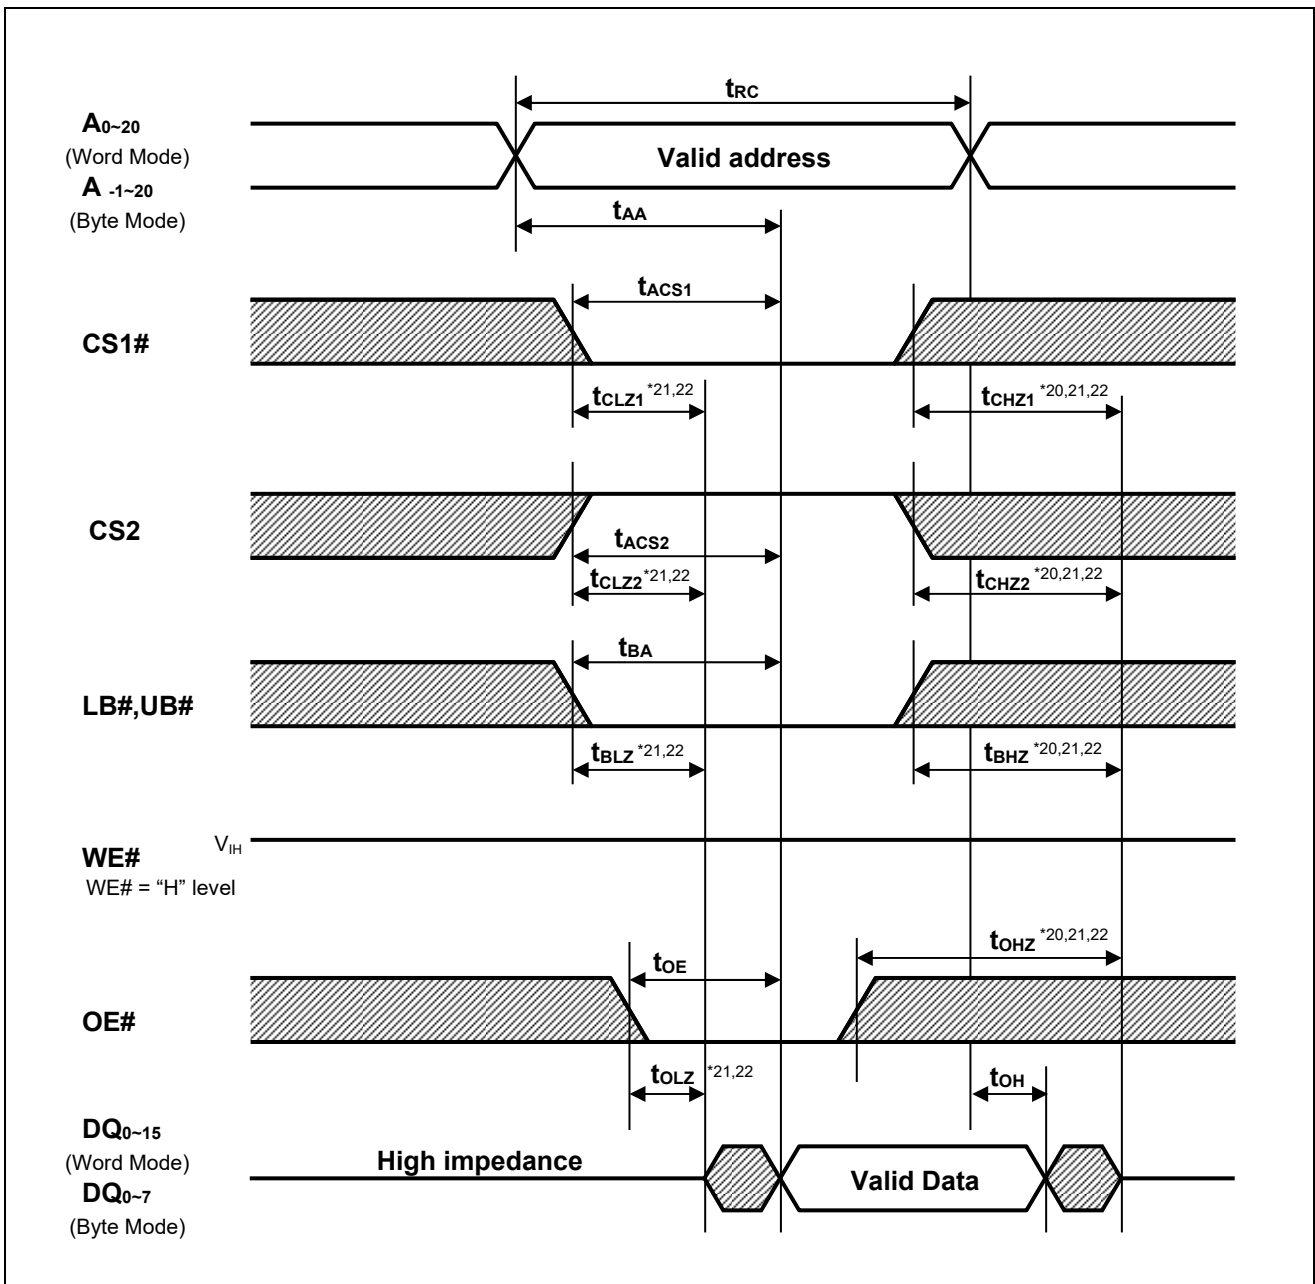 tRC
A0~20
(Word Mode)
Valid address
A -1~20
(Byte Mode)
tAA
tACS1
CS1#
tCLZ1 *21,22
tCHZ1 *20,21,22
CS2
tACS2
tCLZ2 *21,22
tCHZ2 *20,21,22
tBA
LB#,UB#
tBLZ *21,22
tBHZ *20,21,22
VIH
WE#
WE# = “H” level
tOHZ *20,21,22
tOE
OE#
tOLZ *21,22
tOH
DQ0~15
(Word Mode)
High impedance
Valid Data
DQ0~7
(Byte Mode)